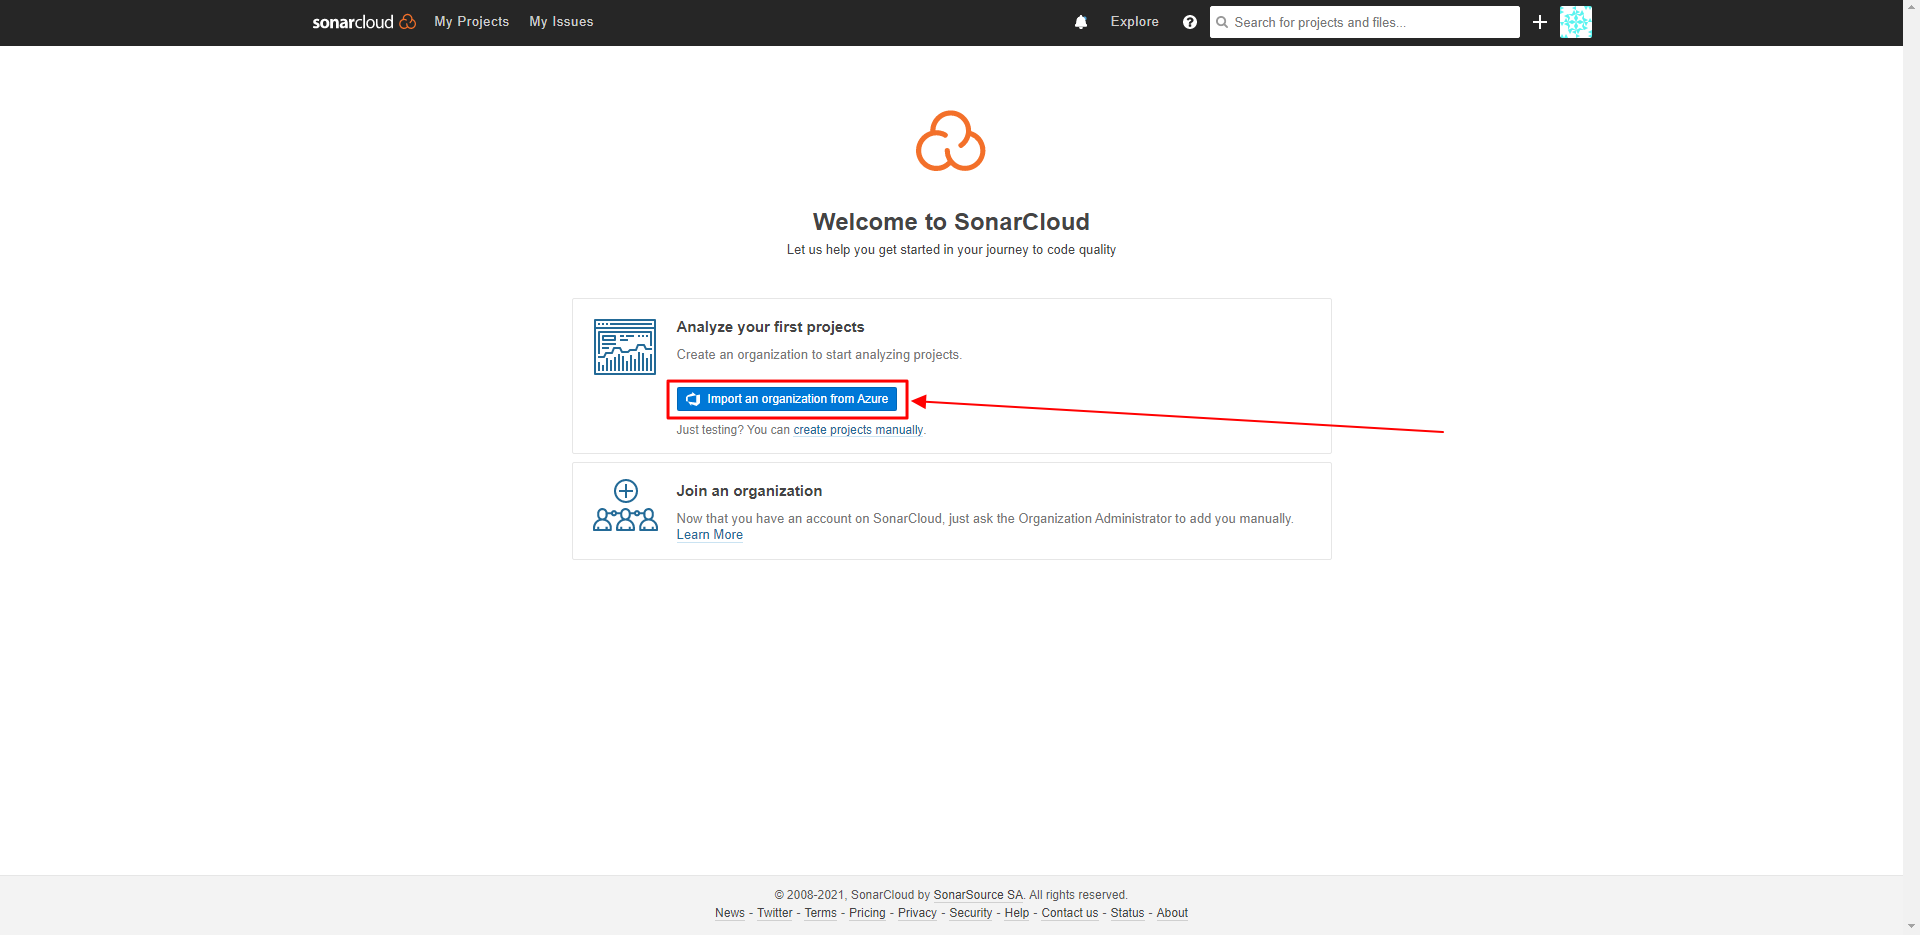 sonarcloud My Projects My Issues Explore Search for projects and files...
Welcome to SonarCloud
Let us help you get started in your journey to code quality
Analyze your first projects
Create an organization to start analyzing projects.
Import an organization from Azure
Just testing? You can create projects manually.
Join an organization
Now that you have an account on SonarCloud, just ask the Organization Administrator to add you manually.
Learn More
© 2008-2021, SonarCloud by SonarSource SA. All rights reserved.
News - Twitter - Terms - Pricing - Privacy - Security - Help - Contact us - Status - About